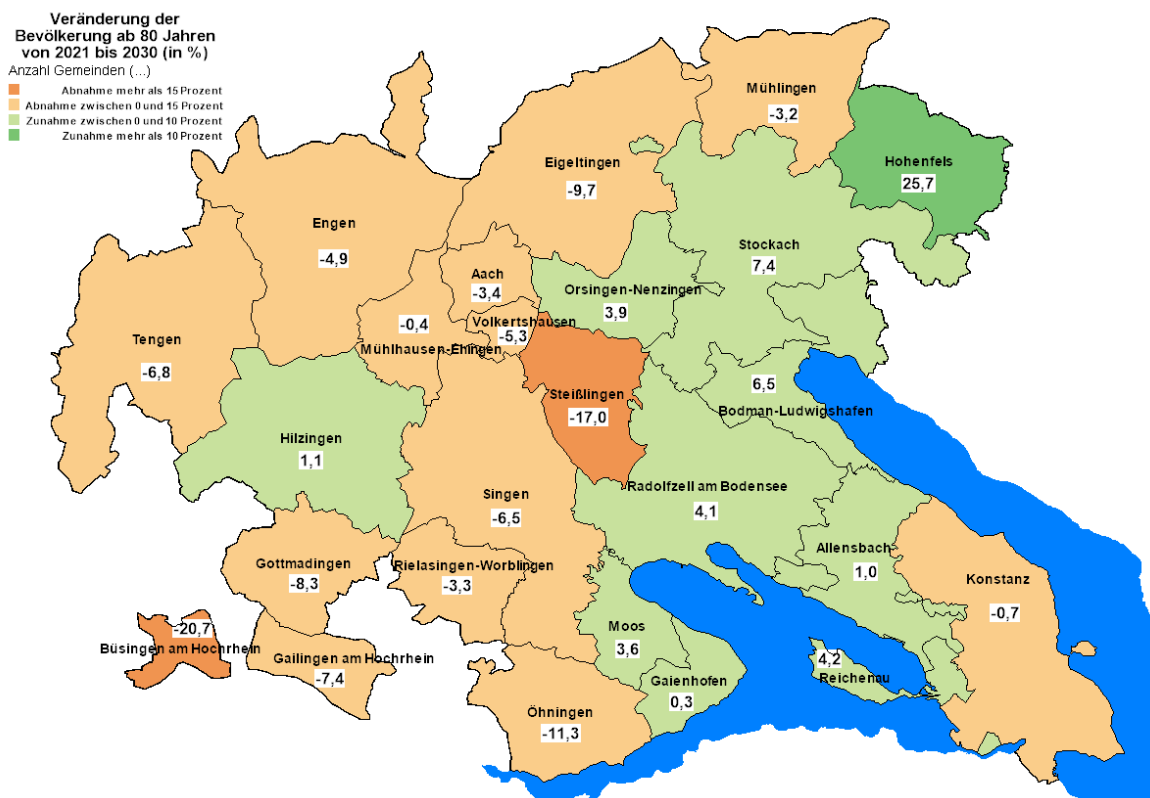 Veränderung der
Bevölkerung ab 80 Jahren
von 2021 bis 2030 (in %)
Anzahl Gemeinden (...)
Abnahme mehr als 15 Prozent
Abnahme zwischen 0 und 15 Prozent
Zunahme zwischen 0 und 10 Prozent
Zunahme mehr als 10 Prozent
Mühlingen
-3,2
Hohenfels
25,7
Eigeltingen
-9,7
Engen
-4,9
Stockach
7,4
Aach
-3,4
Orsingen-Nenzingen
3,9
Volkertshausen
-5,3
-0,4
Mühlhausen-Ehingen
Tengen
-6,8
Steißlingen
-17,0
6,5
Bodman-Ludwigshafen
Hilzingen
1,1
Singen
-6,5
Radolfzell am Bodensee
4,1
Allensbach
1,0
Gottmadingen
-8,3
Rielasingen-Worblingen
-3,3
Konstanz
-0,7
-20,7
Büsingen am Hochrhein
Gailingen am Hochrhein
-7,4
Moos
3,6
4,2
Reichenau
Gaienhofen
0,3
Öhningen
-11,3